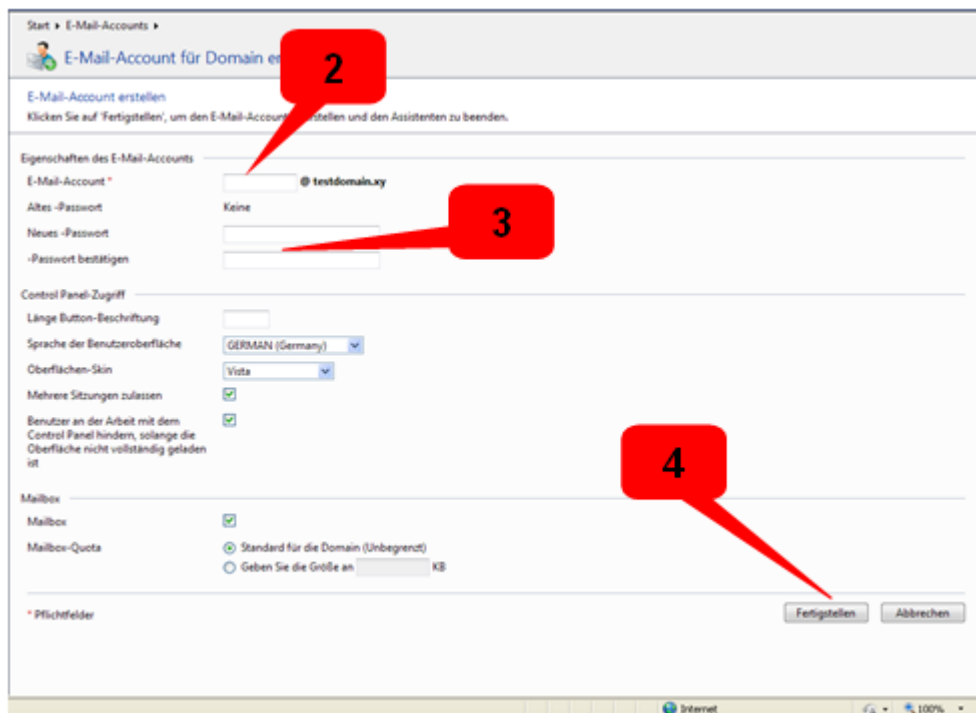 Start ▸ E-Mail-Accounts ▸
E-Mail-Account für Domain
2
E-Mail-Account erstellen
Klicken Sie auf 'Fertigstellen', um den E-Mail-Account erstellen und den Assistenten zu beenden.
Eigenschaften des E-Mail-Accounts
E-Mail-Account * @ testdomain.xy
Altes -Passwort Keine
3
Neues -Passwort
-Passwort bestätigen
Control Panel-Zugriff
Länge Button-Beschriftung
Sprache der Benutzeroberfläche GERMAN (Germany)
Oberflächen-Skin Vista
Mehrere Sitzungen zulassen
Benutzer an der Arbeit mit dem
Control Panel hindern, solange die
Oberfläche nicht vollständig geladen
ist
4
Mailbox
Mailbox
Mailbox-Quota Standard für die Domain (Unbegrenzt)
Geben Sie die Größe an KB
* Pflichtfelder Fertigstellen Abbrechen
Internet 100%